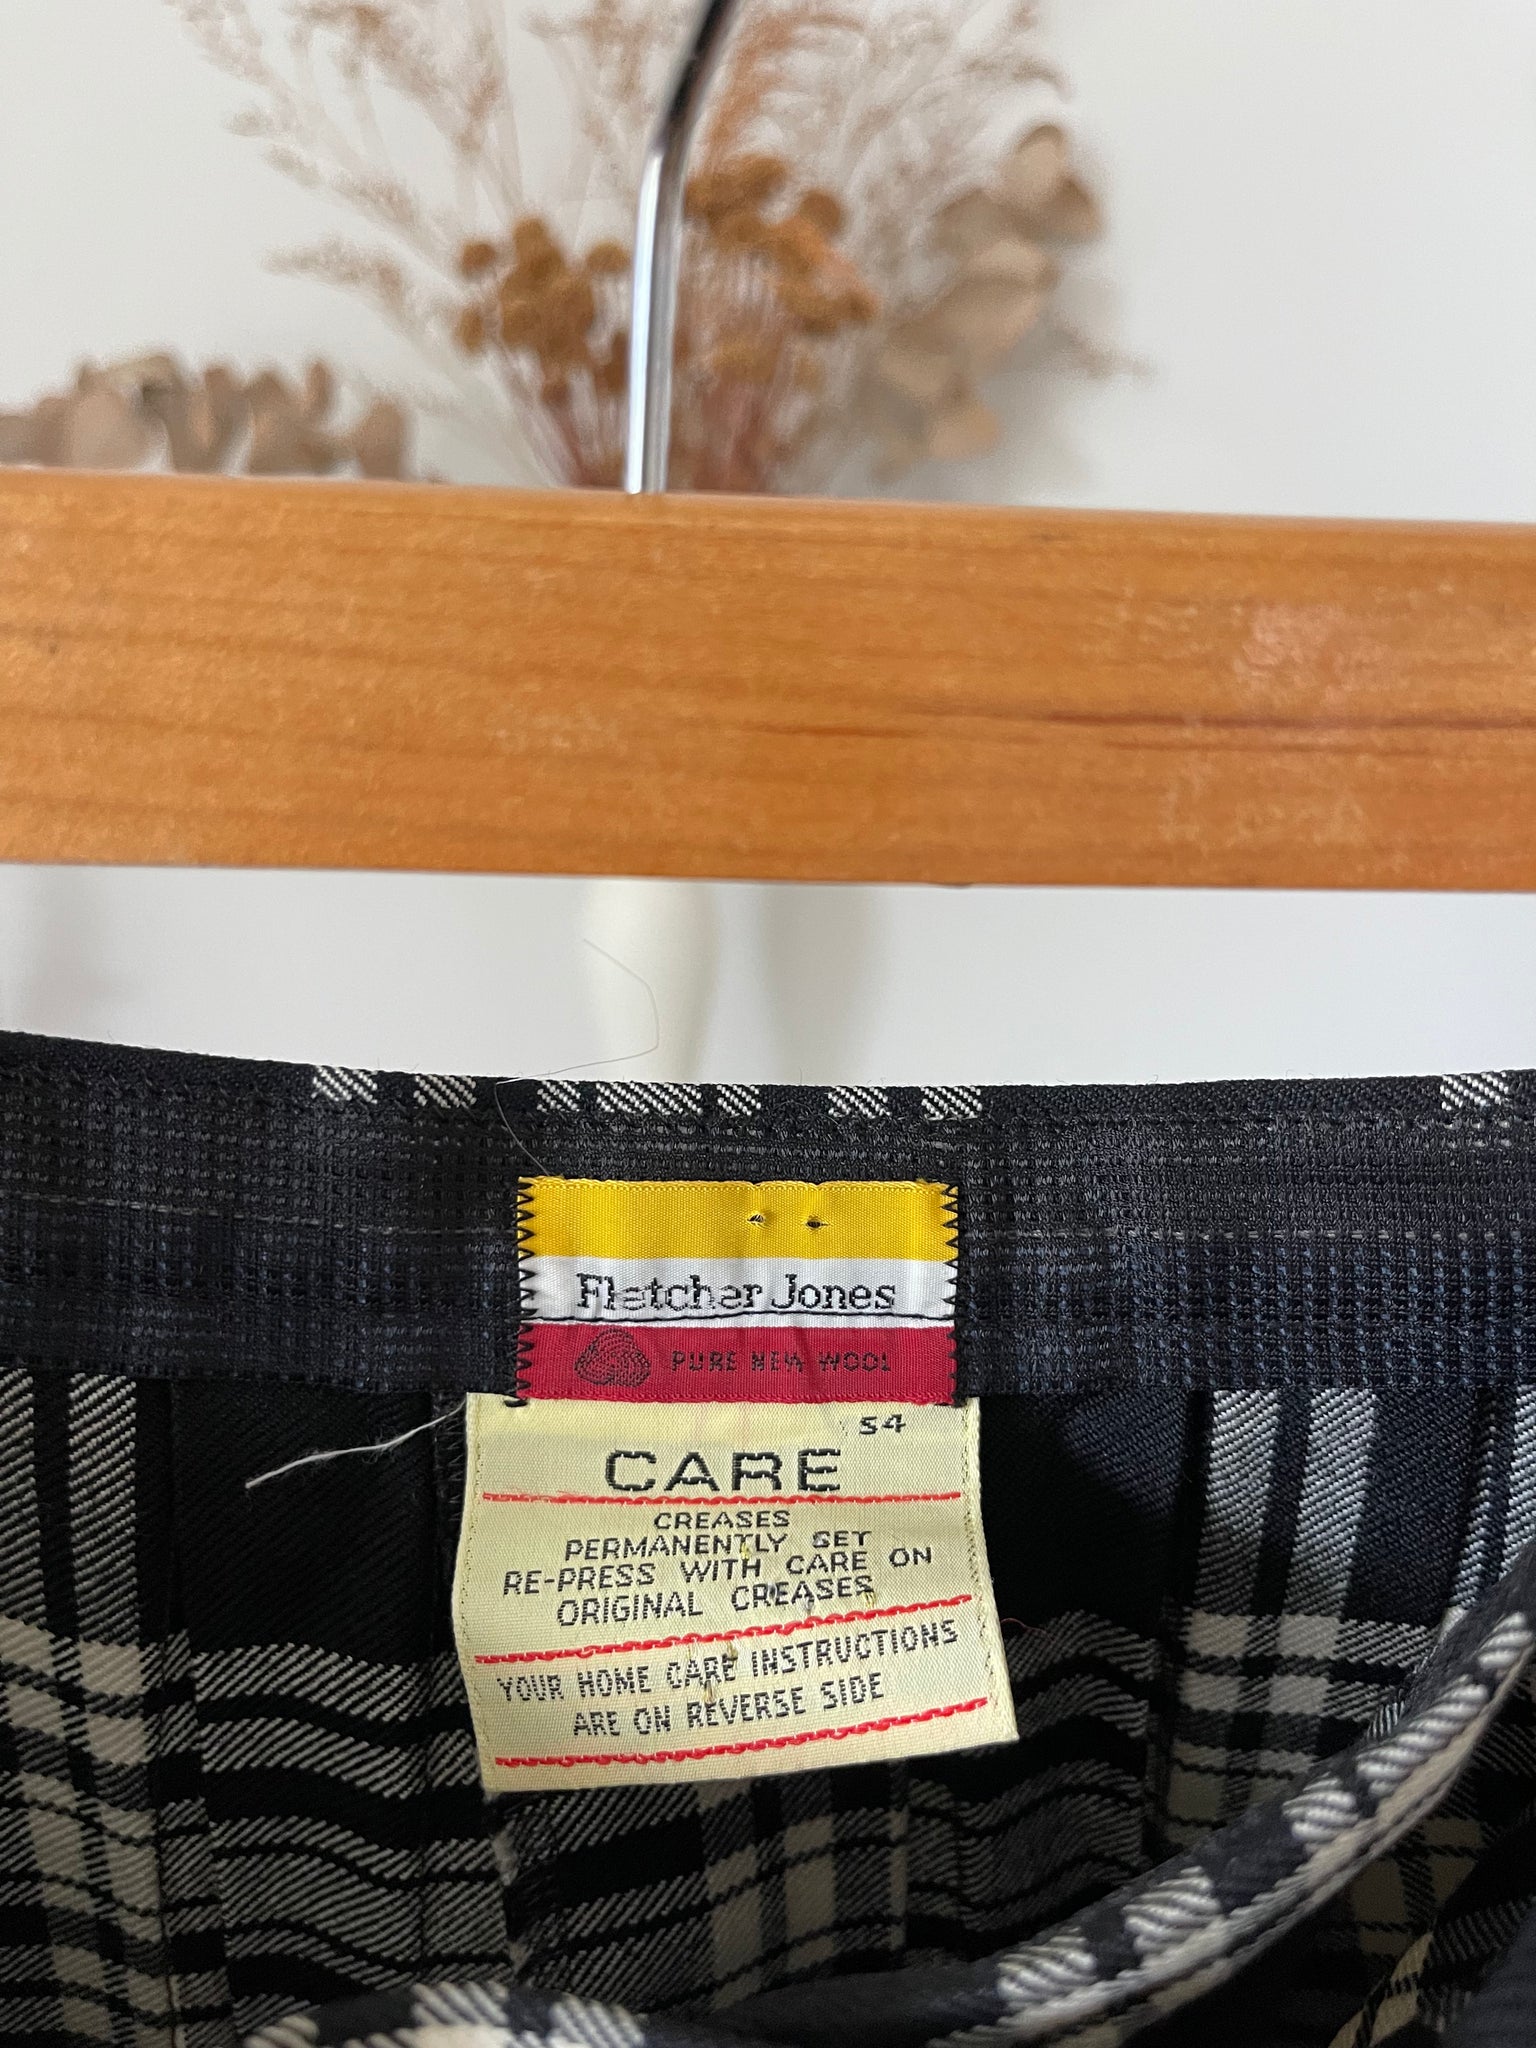 Fletcher Jones
PURE NEW WOOL
S4
CARE
CREASES
PERMANENTLY SET
RE-PRESS WITH CARE ON
ORIGINAL CREASES
YOUR HOME CARE INSTRUCTIONS
ARE ON REVERSE SIDE